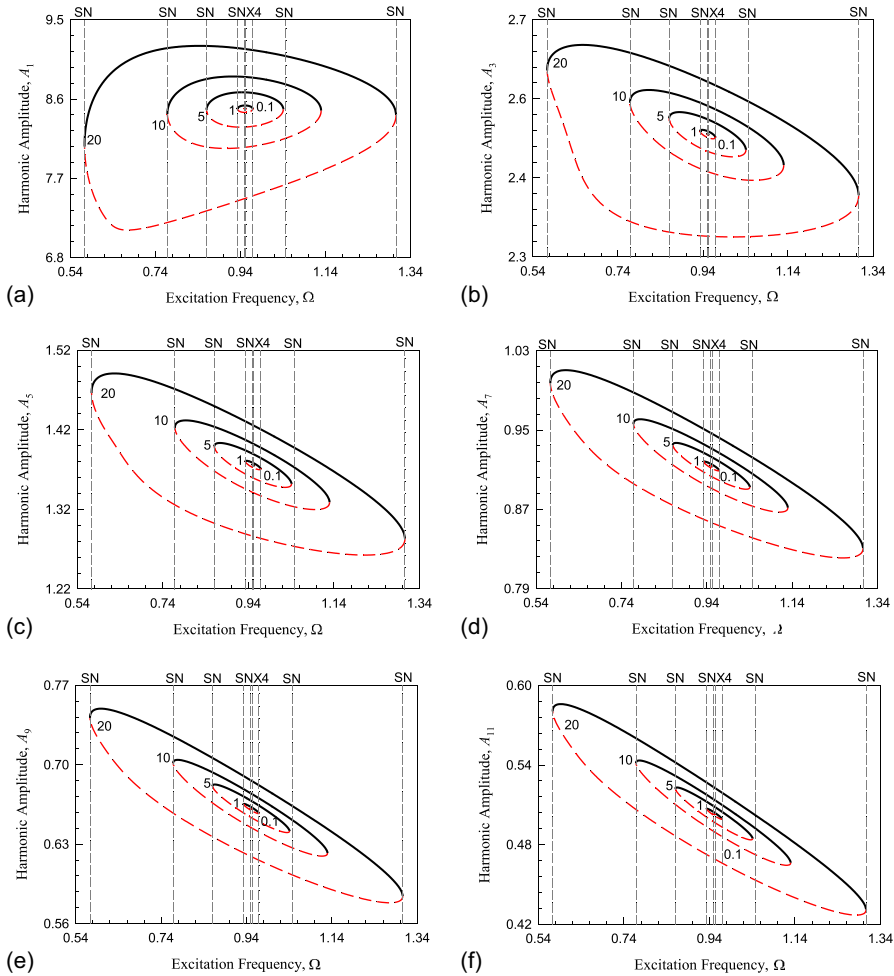 SN SN SN SNX4 SN SN
9.5
8.6
7.7
6.8
Harmonic Amplitude, A1
20
10
5
1
0.1
0.54 0.74 0.94 1.14 1.34
(a) Excitation Frequency, Ω
SN SN SN SNX4 SN SN
2.7
2.6
2.4
2.3
Harmonic Amplitude, A3
20
10
5
1
0.1
0.54 0.74 0.94 1.14 1.34
(b) Excitation Frequency, Ω
SN SN SN SNX4 SN SN
1.52
1.42
1.32
1.22
Harmonic Amplitude, A5
20
10
5
1
0.1
0.54 0.74 0.94 1.14 1.34
(c) Excitation Frequency, Ω
SN SN SN SNX4 SN SN
1.03
0.95
0.87
0.79
Harmonic Amplitude, A7
20
10
5
1
0.1
0.54 0.74 0.94 1.14 1.34
(d) Excitation Frequency,
SN SN SN SNX4 SN SN
0.77
0.70
0.63
0.56
Harmonic Amplitude, A9
20
10
5
1
0.1
0.54 0.74 0.94 1.14 1.34
(e) Excitation Frequency, Ω
SN SN SN SNX4 SN SN
0.60
0.54
0.48
0.42
Harmonic Amplitude, A11
20
10
5
1
0.1
0.54 0.74 0.94 1.14 1.34
(f) Excitation Frequency, Ω